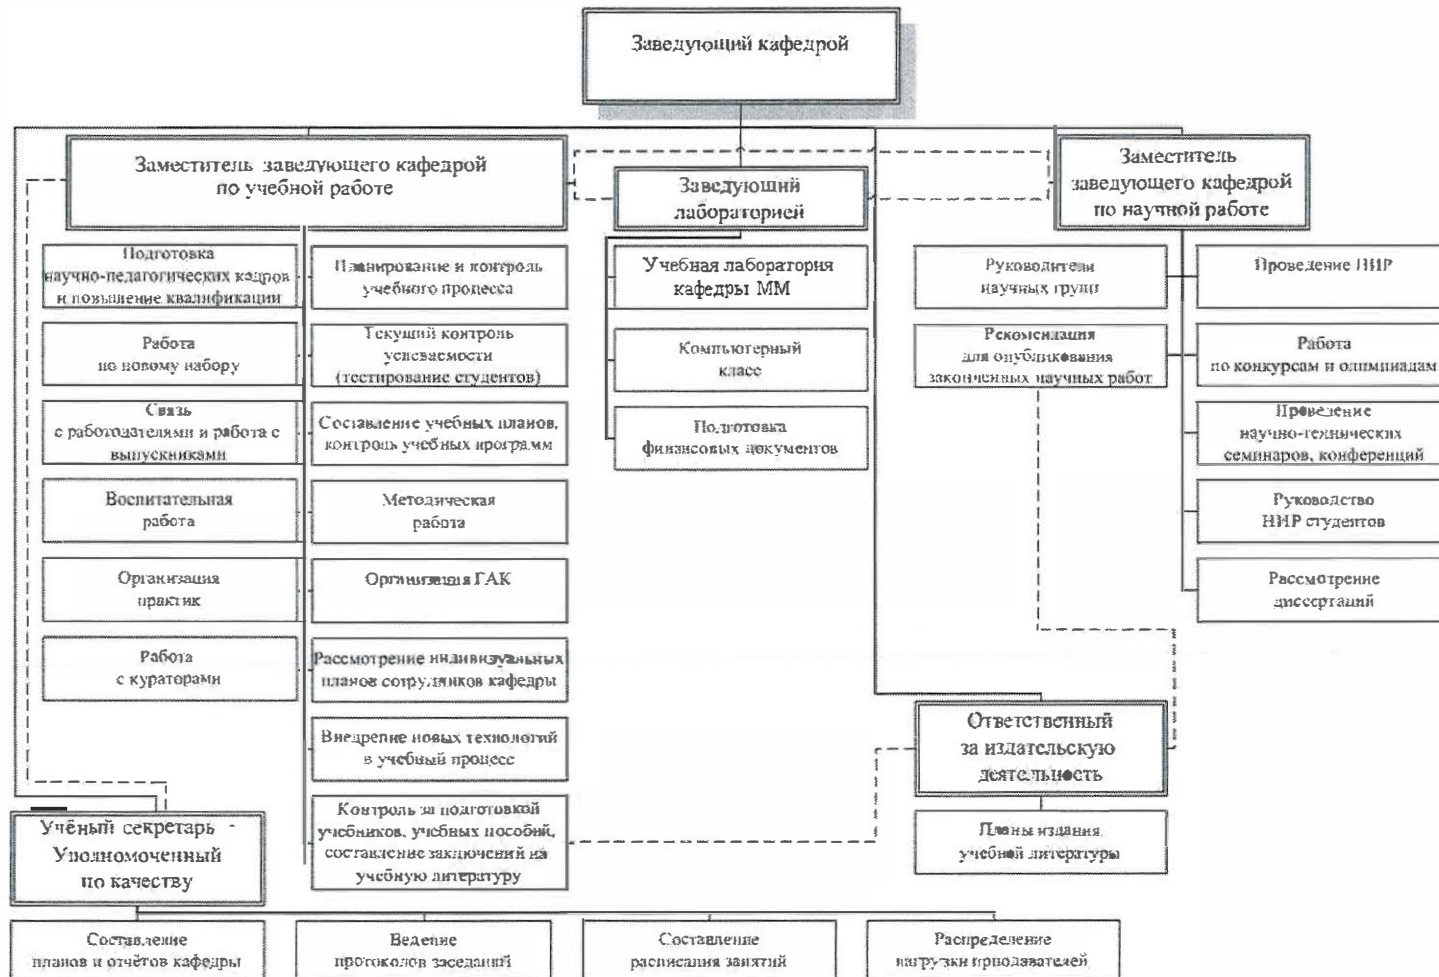 Заведующий кафедрой
Заместитель заведующего кафедрой
по учебной работе
Заведующий
лабораторией
Заместитель
заведующего кафедрой
по научной работе
Подготовка
научно-педагогических кадров
и повышение квалификации
Планирование и контроль
учебного процесса
Работа
по новому набору
Текущий контроль
успеваемости
(тестирование студентов)
Связь
с работодателями и работа с
выпускниками
Составление учебных планов,
контроль учебных программ
Воспитательная
работа
Методическая
работа
Организация
практик
Организация ГАК
Работа
с кураторами
Рассмотрение индивидуальных
планов сотрудников кафедры
Внедрение новых технологий
в учебный процесс
Контроль за подготовкой
учебников, учебных пособий,
составление заключений на
учебную литературу
Учебная лаборатория
кафедры ММ
Компьютерный
класс
Подготовка
финансовых документов
Руководители
научных групп
Рекомендация
для опубликования
законченных научных работ
Проведение НИР
Работа
по конкурсам и олимпиадам
Проведение
научно-технических
семинаров, конференций
Руководство
НИР студентов
Рассмотрение
диссертаций
Ответственный
за издательскую
деятельность
Планы издания
учебной литературы
Учёный секретарь -
Уполномоченный
по качеству
Составление
планов и отчётов кафедры
Ведение
протоколов заседаний
Составление
расписания занятий
Распределение
нагрузки приодавателей